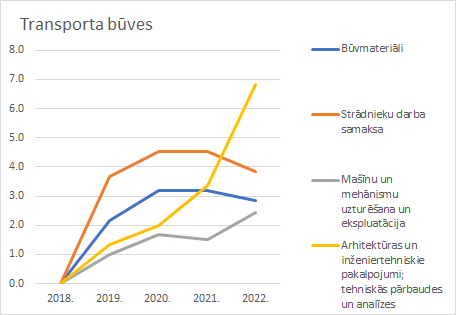 Transporta būves
8.0
7.0
6.0
5.0
4.0
3.0
2.0
1.0
0.0
2018.
2019.
2020.
2021.
2022.
Būvmateriāli
Strādnieku darba
samaksa
Mašīnu un
mehānismu
uzturēšana un
ekspluatācija
Arhitektūras un
inženiertehniskie
pakalpojumi;
tehniskās pārbaudes
un analīzes